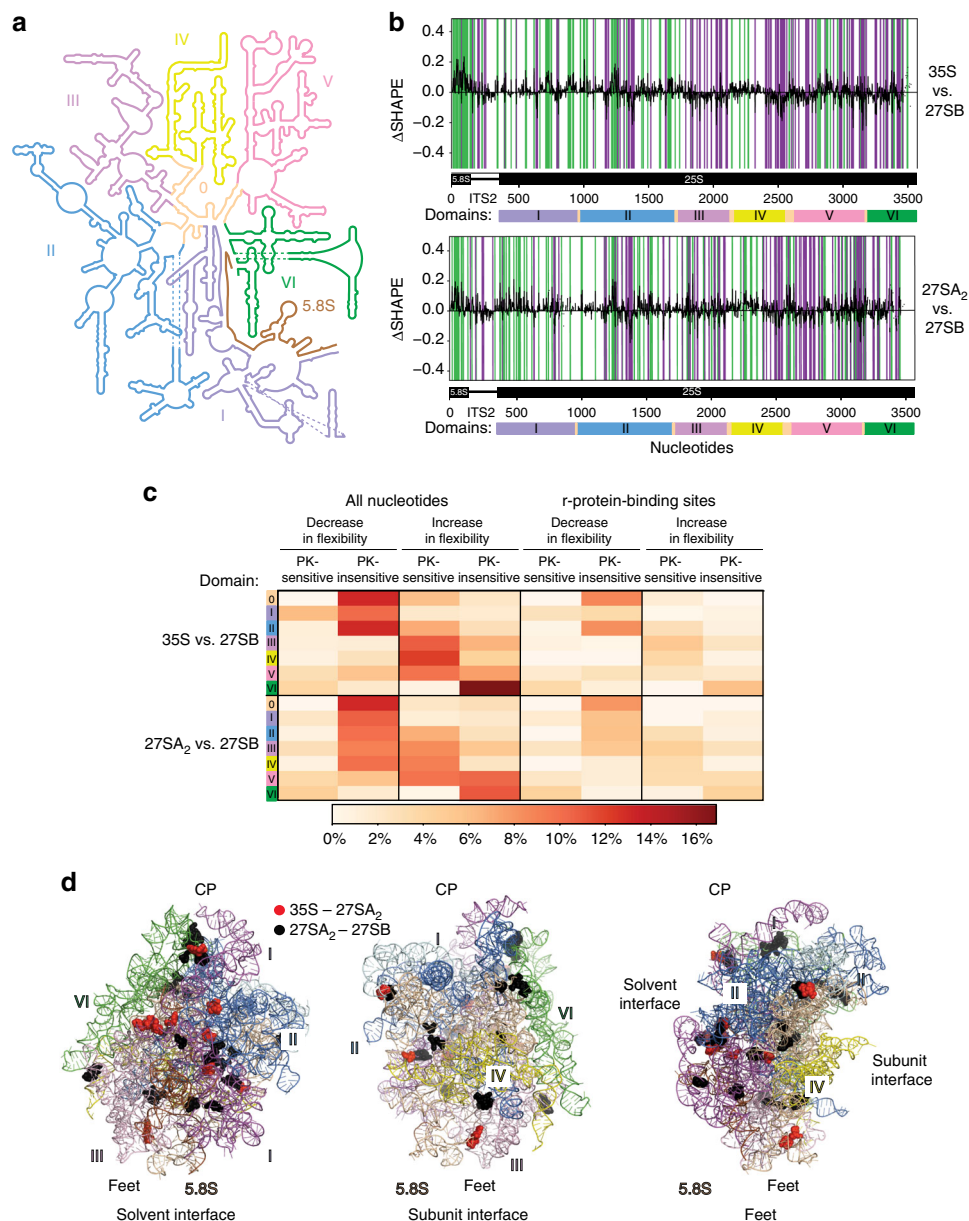 a
IV
III
V
0
II
VI
5.8S
I
b
0.4
0.2
0.0
−0.2
−0.4
ΔSHAPE
35S
vs.
27SB
5.8S
25S
0 ITS2 500 1000 1500 2000 2500 3000 3500
Domains: I II III IV V VI
0.4
0.2
0.0
−0.2
−0.4
ΔSHAPE
27SA2
vs.
27SB
5.8S
25S
0 ITS2 500 1000 1500 2000 2500 3000 3500
Domains: I II III IV V VI
Nucleotides
c
All nucleotides r-protein-binding sites
Decrease in flexibility
Increase in flexibility
Decrease in flexibility
Increase in flexibility
PK-sensitive PK-insensitive PK-sensitive PK-insensitive PK-sensitive PK-insensitive PK-sensitive PK-insensitive
Domain:
35S vs. 27SB
0
I
II
III
IV
V
VI
27SA2 vs. 27SB
0
I
II
III
IV
V
VI
0% 2% 4% 6% 8% 10% 12% 14% 16%
d
CP
35S – 27SA2
27SA2 – 27SB
I
VI
II
III
I
Feet
5.8S
Solvent interface
CP
I
VI
II
IV
III
5.8S
Feet
Subunit interface
CP
I
Solvent
interface
II
II
Subunit
interface
IV
5.8S
Feet
Feet